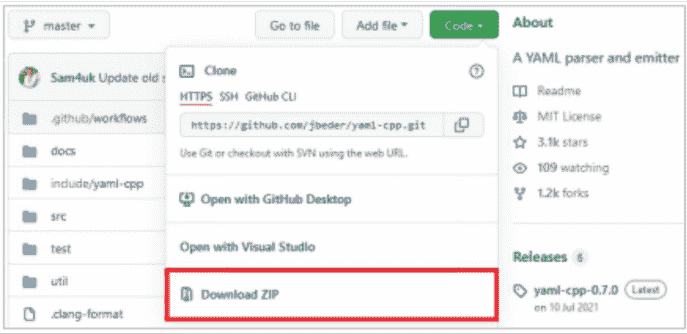 master
Go to file
Add file
Code
Sam4uk Update old s
.github/workflows
docs
include/yaml-cpp
src
test
util
.clang-format
Clone
HTTPS SSH GitHub CLI
https://github.com/jbeder/yaml-cpp.git
Use Git or checkout with SVN using the web URL.
Open with GitHub Desktop
Open with Visual Studio
Download ZIP
About
A YAML parser and emitter
Readme
MIT License
3.1k stars
109 watching
1.2k forks
Releases 6
yaml-cpp-0.7.0 Latest
on 10 Jul 2021